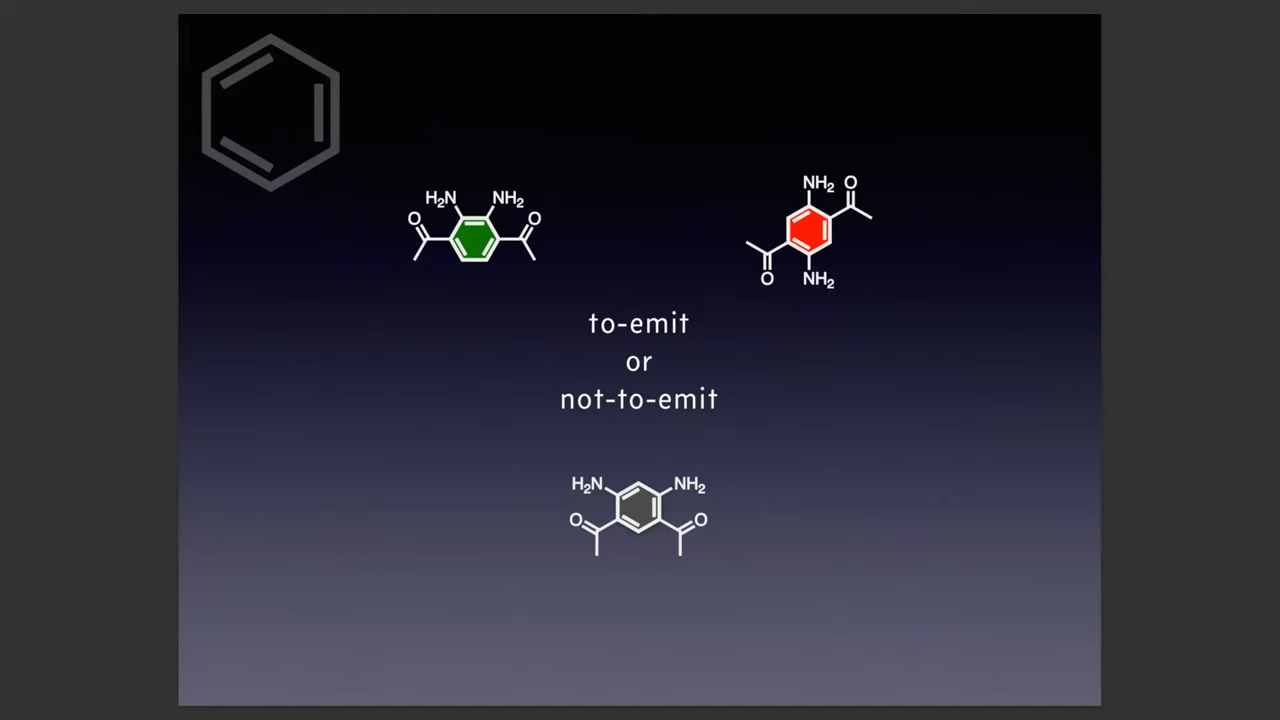 H₂N NH₂
O O
NH₂ O
O NH₂
to-emit
or
not-to-emit
H₂N NH₂
O O